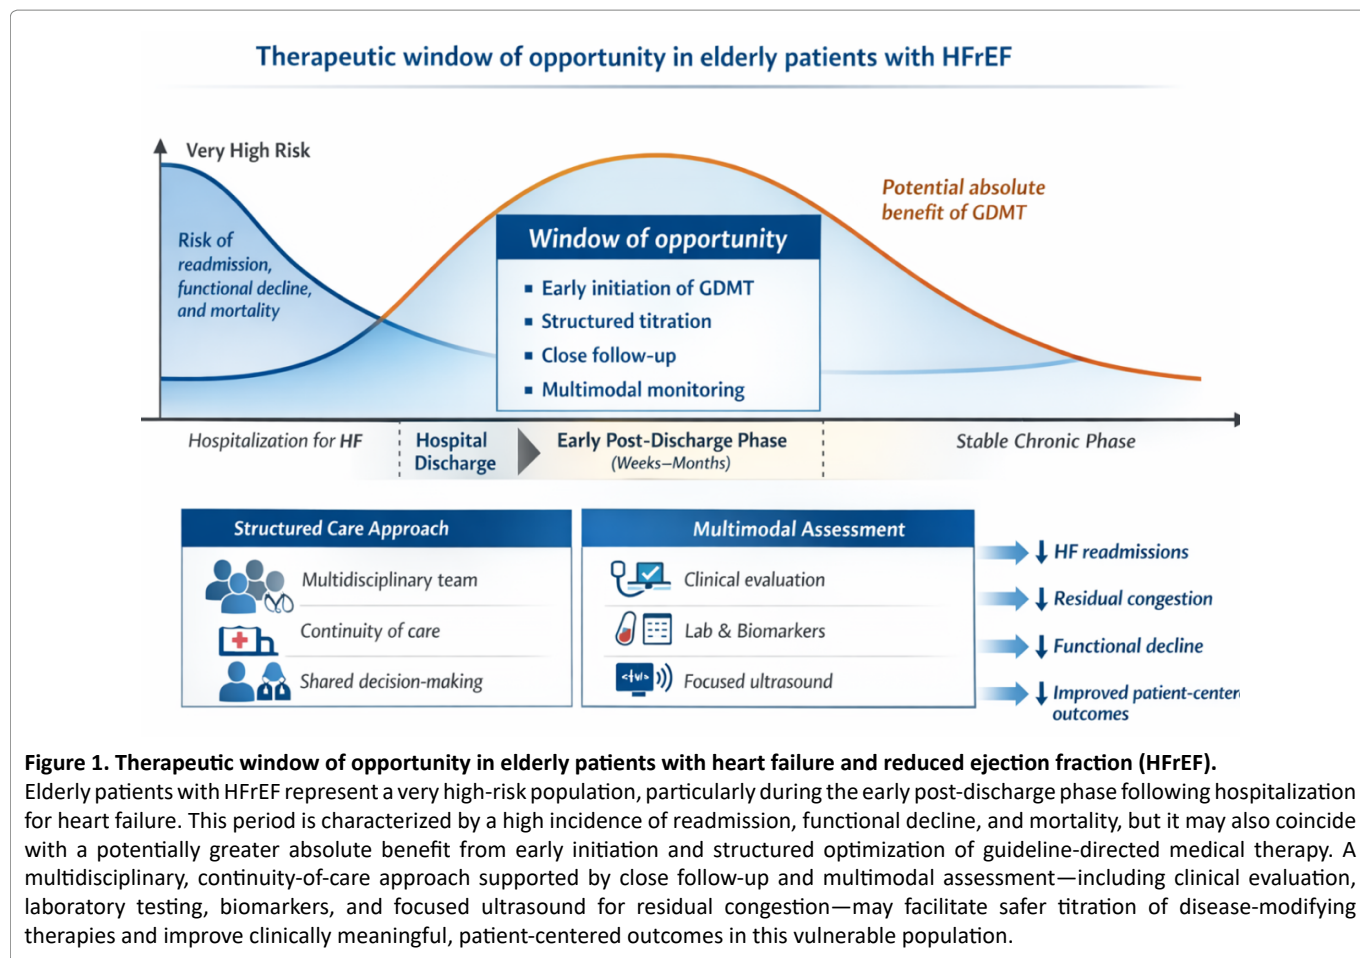 Therapeutic window of opportunity in elderly patients with HFrEF
Very High Risk
Risk of
readmission,
functional decline,
and mortality
Potential absolute
benefit of GDMT
Window of opportunity
▪ Early initiation of GDMT
▪ Structured titration
▪ Close follow-up
▪ Multimodal monitoring
Hospitalization for HF
Hospital
Discharge
Early Post-Discharge Phase
(Weeks–Months)
Stable Chronic Phase
Structured Care Approach
Multidisciplinary team
Continuity of care
Shared decision-making
Multimodal Assessment
Clinical evaluation
Lab & Biomarkers
Focused ultrasound
↓ HF readmissions
↓ Residual congestion
↓ Functional decline
↓ Improved patient-center
outcomes
Figure 1. Therapeutic window of opportunity in elderly patients with heart failure and reduced ejection fraction (HFrEF).
Elderly patients with HFrEF represent a very high-risk population, particularly during the early post-discharge phase following hospitalization
for heart failure. This period is characterized by a high incidence of readmission, functional decline, and mortality, but it may also coincide
with a potentially greater absolute benefit from early initiation and structured optimization of guideline-directed medical therapy. A
multidisciplinary, continuity-of-care approach supported by close follow-up and multimodal assessment—including clinical evaluation,
laboratory testing, biomarkers, and focused ultrasound for residual congestion—may facilitate safer titration of disease-modifying
therapies and improve clinically meaningful, patient-centered outcomes in this vulnerable population.